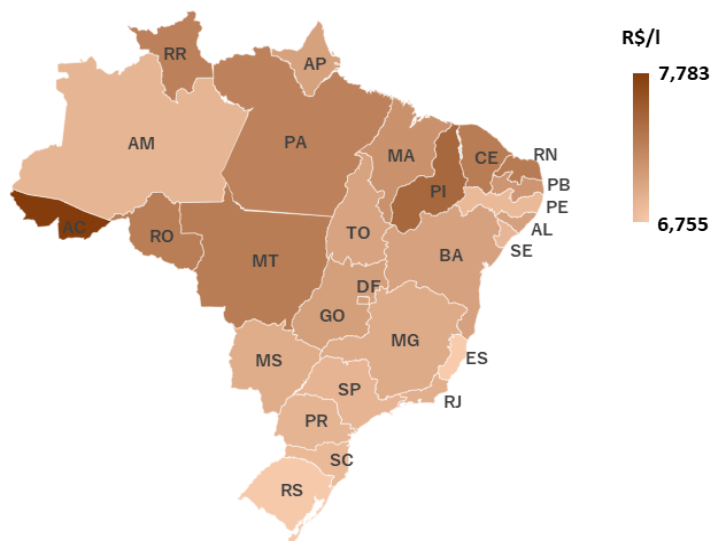 R$/l
7,783
6,755
RR
AP
AM
PA
MA
CE
RN
PB
PE
AL
SE
PI
AC
RO
TO
BA
MT
DF
GO
MG
ES
MS
SP
RJ
PR
SC
RS